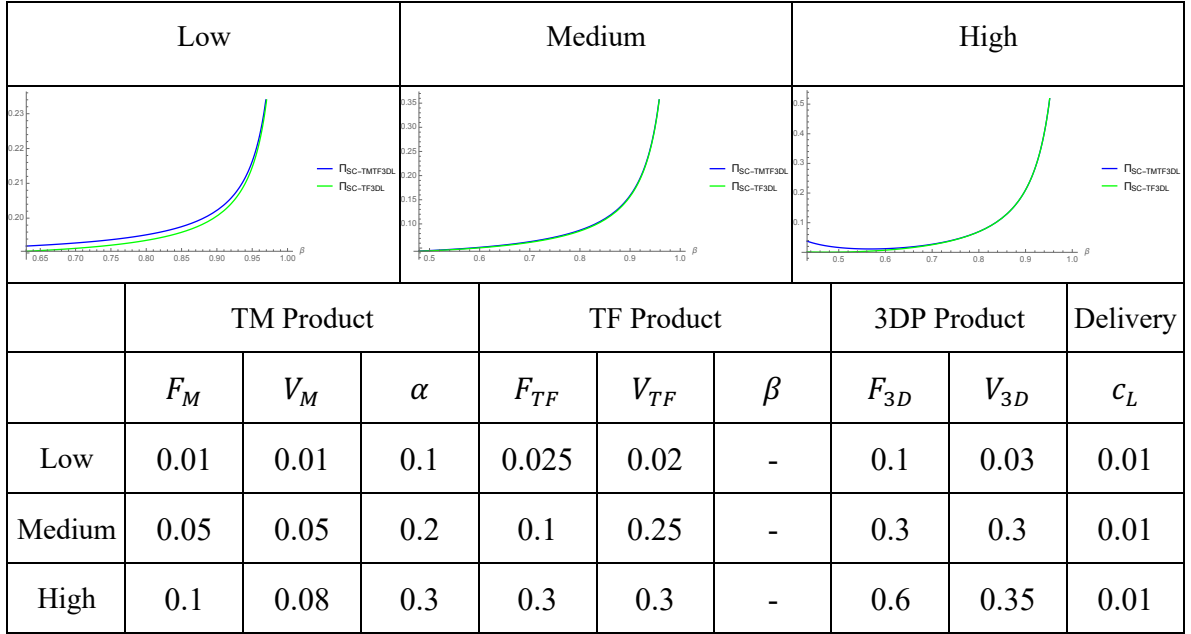 Low Medium High
0.23
0.22
0.21
0.20
0.65 0.70 0.75 0.80 0.85 0.90 0.95 1.00 β
Π_SC-TMTF3DL
Π_SC-TF3DL
0.35
0.30
0.25
0.20
0.15
0.10
0.5 0.6 0.7 0.8 0.9 1.0 β
Π_SC-TMTF3DL
Π_SC-TF3DL
0.5
0.4
0.3
0.2
0.1
0.5 0.6 0.7 0.8 0.9 1.0 β
Π_SC-TMTF3DL
Π_SC-TF3DL
TM Product TF Product 3DP Product Delivery
F_M V_M α F_TF V_TF β F_3D V_3D c_L
Low 0.01 0.01 0.1 0.025 0.02 - 0.1 0.03 0.01
Medium 0.05 0.05 0.2 0.1 0.25 - 0.3 0.3 0.01
High 0.1 0.08 0.3 0.3 0.3 - 0.6 0.35 0.01